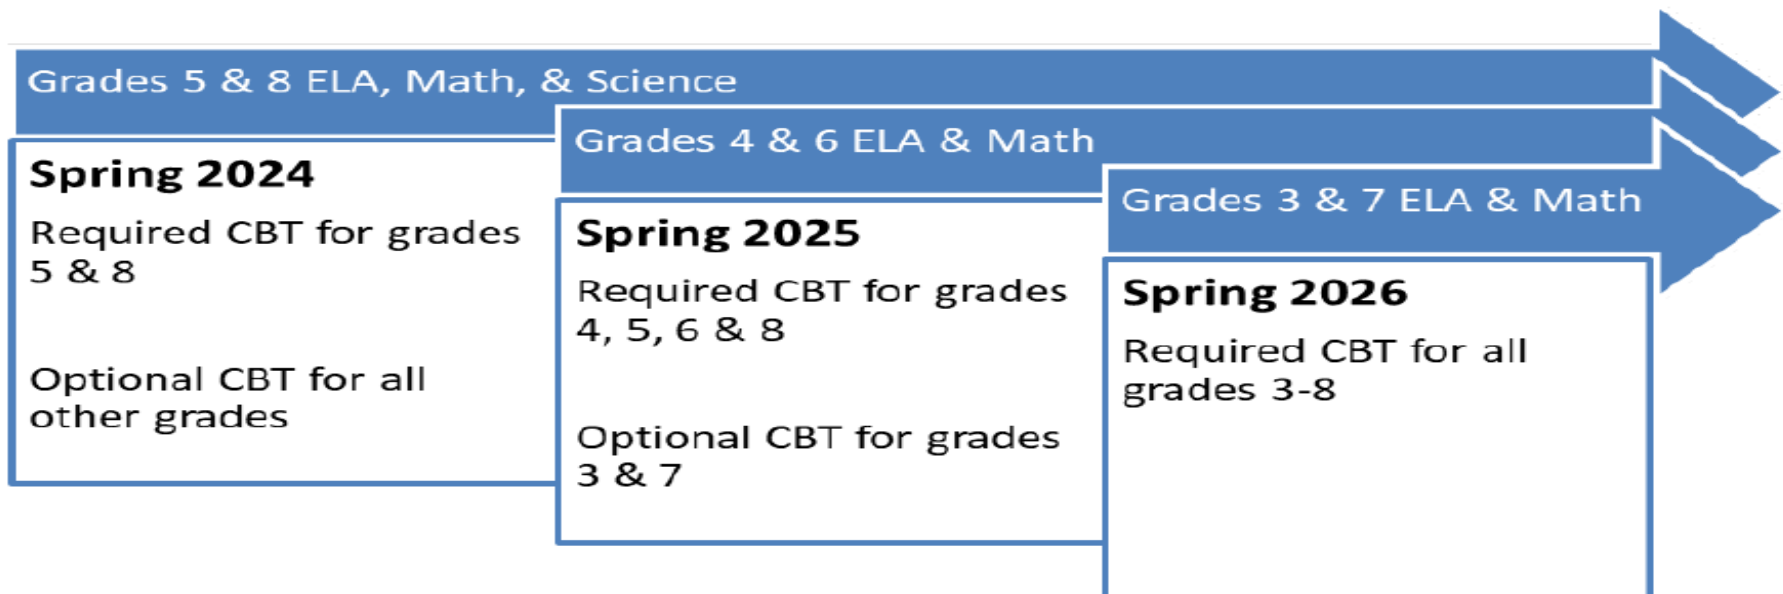 Grades 5 & 8 ELA, Math, & Science
Spring 2024
Required CBT for grades
5 & 8
Optional CBT for all
other grades
Grades 4 & 6 ELA & Math
Spring 2025
Required CBT for grades
4, 5, 6 & 8
Optional CBT for grades
3 & 7
Grades 3 & 7 ELA & Math
Spring 2026
Required CBT for all
grades 3-8